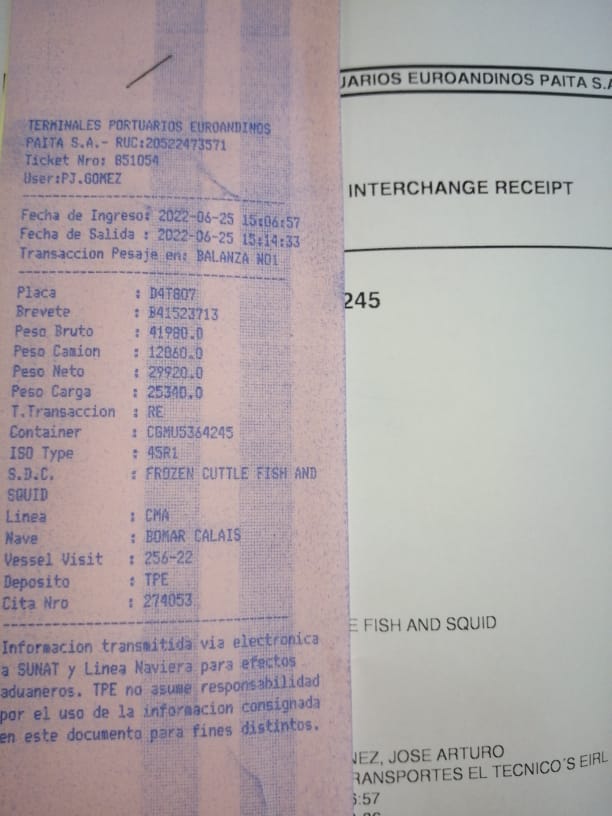 TERMINALES PORTUARIOS EUROANDINOS
PAITA S.A.- RUC:20522473571
Ticket Nro: 851054
User:PJ.GOMEZ
Fecha de Ingreso: 2022-06-25 15:06:57
Fecha de Salida : 2022-06-25 15:14:33
Transaccion Pesaje en: BALANZA NO1
Placa : D4T807
Brevete : B41523713
Peso Bruto : 41980.0
Peso Camion : 12060.0
Peso Neto : 29920.0
Peso Carga : 25340.0
T.Transaccion : RE
Container : CGMU5364245
ISO Type : 45R1
S.D.C. : FROZEN CUTTLE FISH AND
SQUID
Linea : CMA
Nave : BOMAR CALAIS
Vessel Visit : 256-22
Deposito : TPE
Cita Nro : 274053
Informacion transmitida via electronica
a SUNAT y Linea Naviera para efectos
aduaneros. TPE no asume responsabilidad
por el uso de la informacion consignada
en este documento para fines distintos.
UARIOS EUROANDINOS PAITA S.A
INTERCHANGE RECEIPT
245
E FISH AND SQUID
NEZ, JOSE ARTURO
RANSPORTES EL TECNICO´S EIRL
6:57